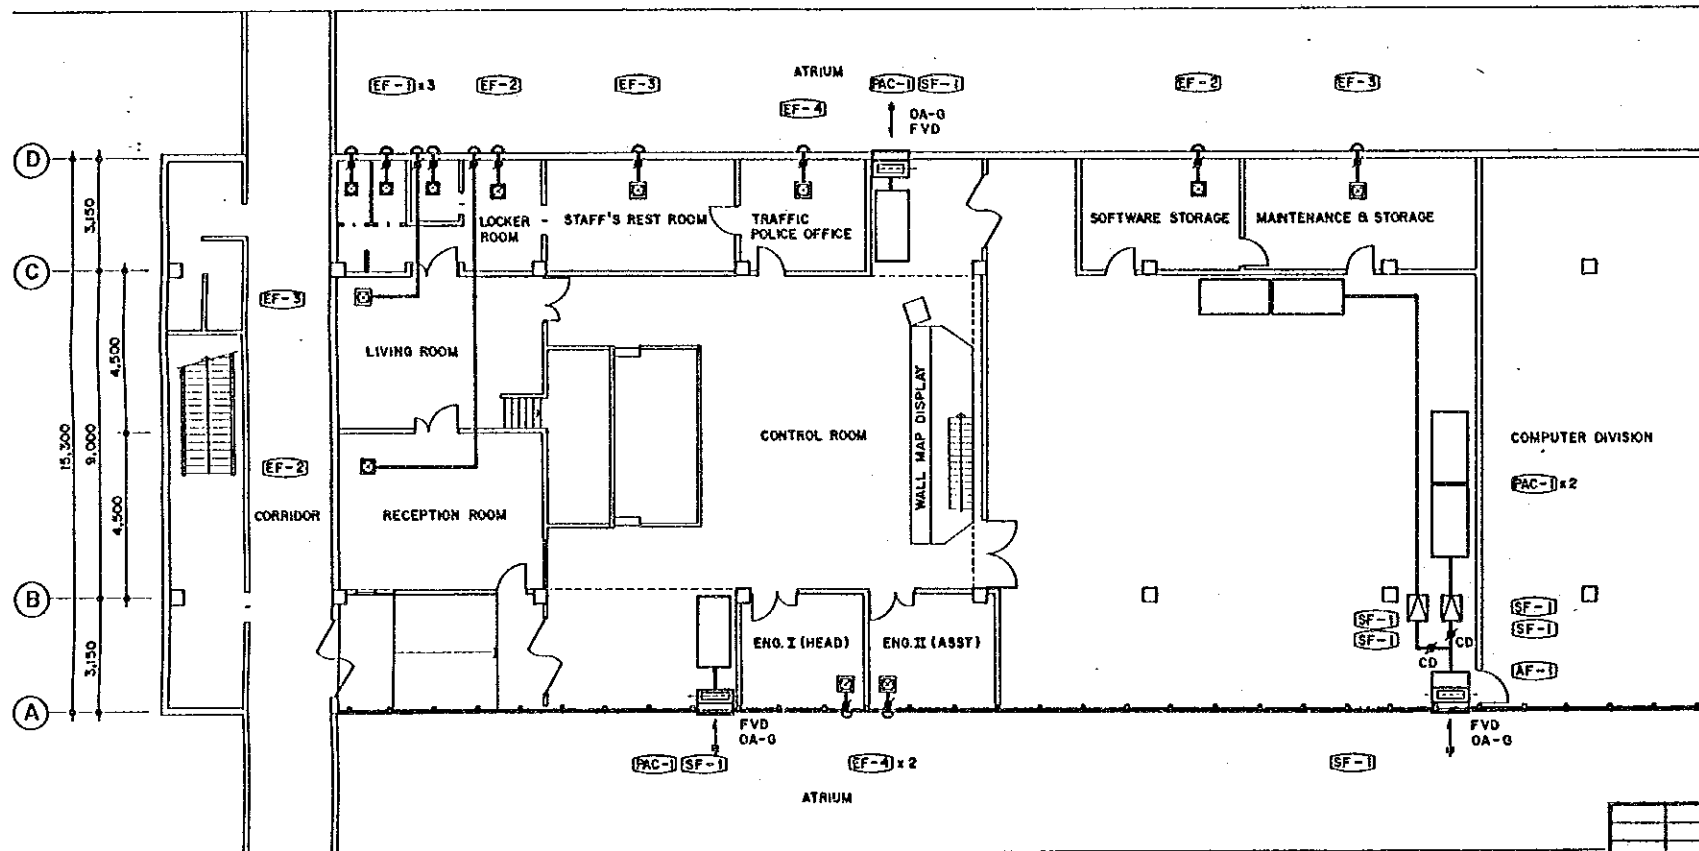 ATRIUM
EF-1 x3
EF-2
EF-3
EF-4
PAC-1 SF-1
OA-G
FVD
EF-2
EF-3
D
3,150
LOCKER
ROOM
STAFF'S REST ROOM
TRAFFIC
POLICE OFFICE
SOFTWARE STORAGE
MAINTENANCE & STORAGE
C
EF-3
LIVING ROOM
4,500
9,000
15,300
4,500
WALL MAP DISPLAY
CONTROL ROOM
COMPUTER DIVISION
PAC-1 x2
EF-2
CORRIDOR
RECEPTION ROOM
B
3,150
ENG. I (HEAD)
ENG. II (ASST)
SF-1
SF-1
CD
CD
SF-1
SF-1
AF-1
A
FVD
OA-G
FVD
OA-G
PAC-1 SF-1
EF-4 x 2
SF-1
ATRIUM